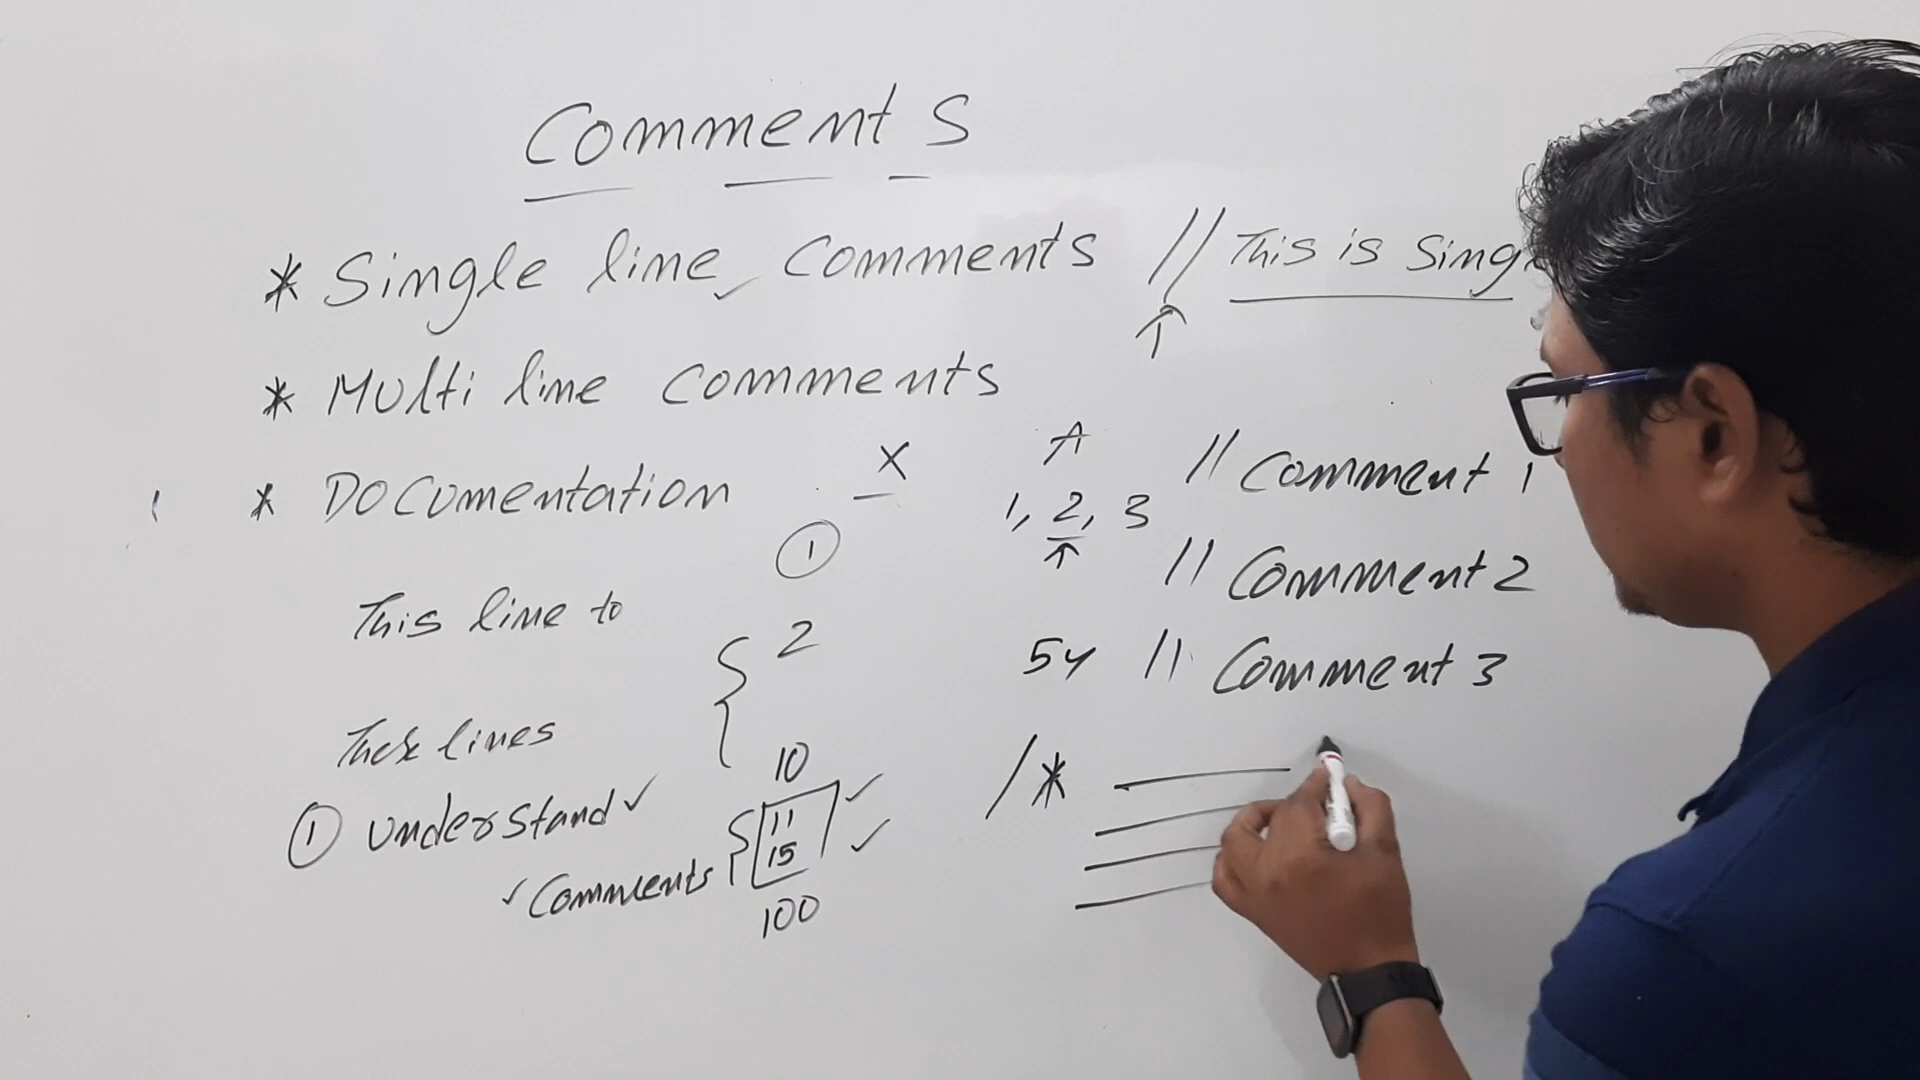 Comments
* Single line comments // This is Sing
* Multi line comments
* Documentation X
1
A
1, 2, 3
// Comment 1
// Comment 2
5y // Comment 3
This line to
2
These lines
1 Understand ✓
✓ Comments
10
11 ✓
15 ✓
100
/*